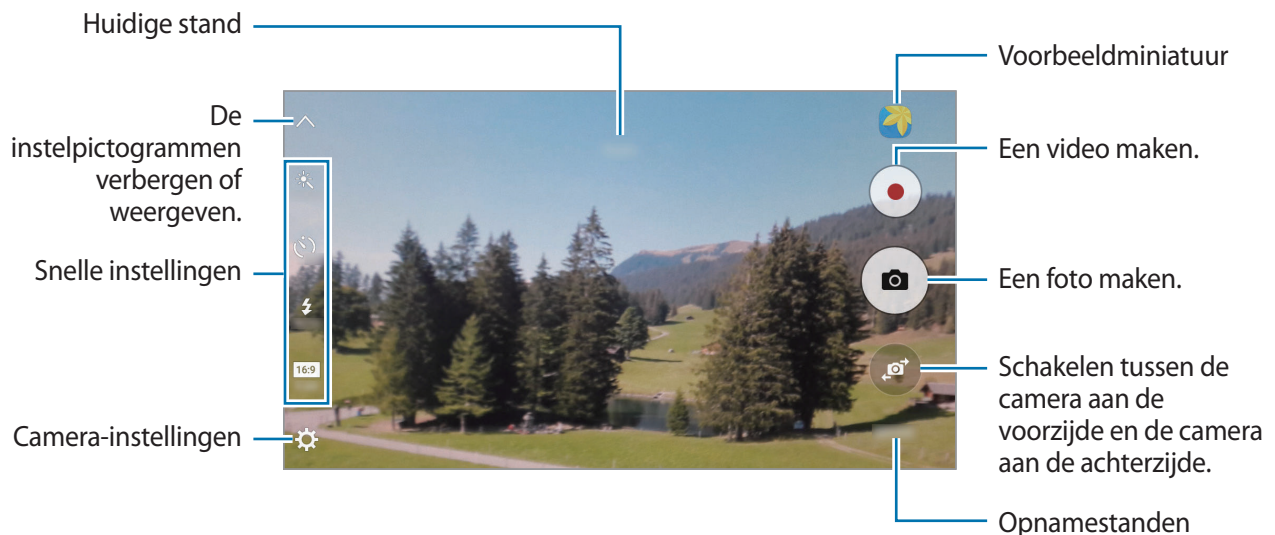 Huidige stand
De
instelpictogrammen
verbergen of
weergeven.
Snelle instellingen
Camera-instellingen
16:9
Voorbeeldminiatuur
Een video maken.
Een foto maken.
Schakelen tussen de
camera aan de
voorzijde en de camera
aan de achterzijde.
Opnamestanden